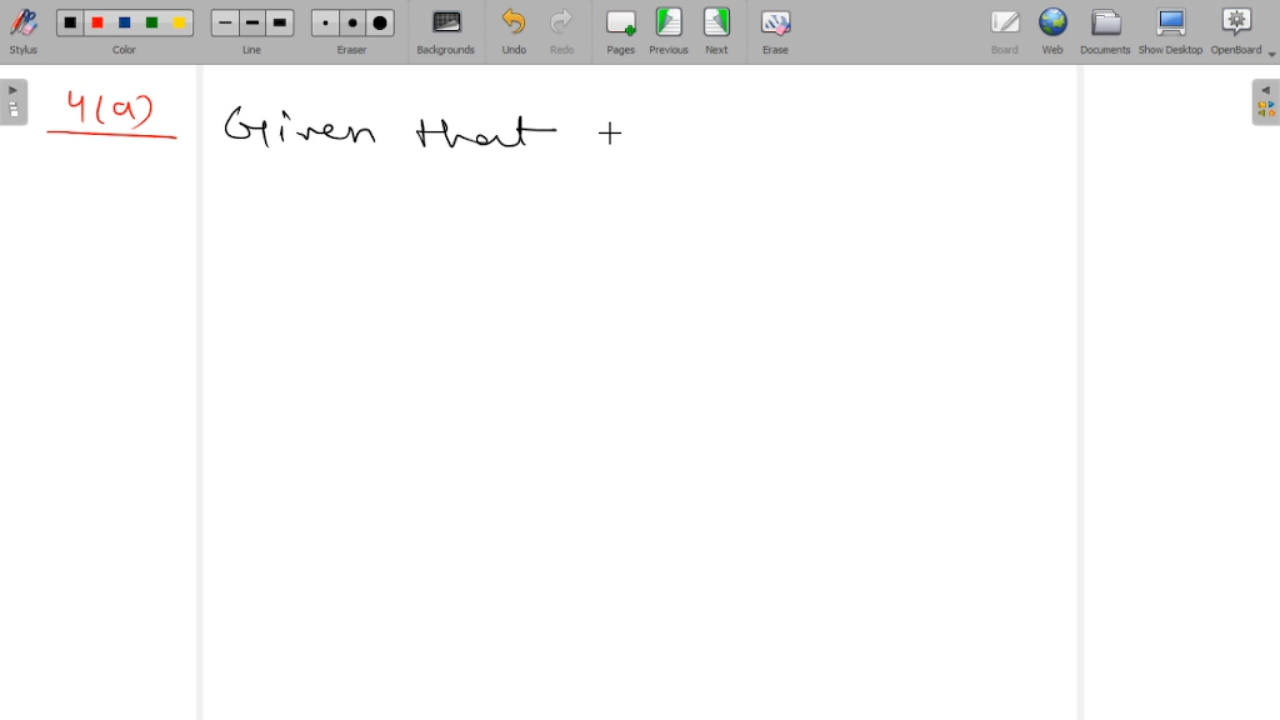 Stylus Color Line Eraser Backgrounds Undo Redo Pages Previous Next Erase Board Web Documents Show Desktop OpenBoard
4(a) Given that +